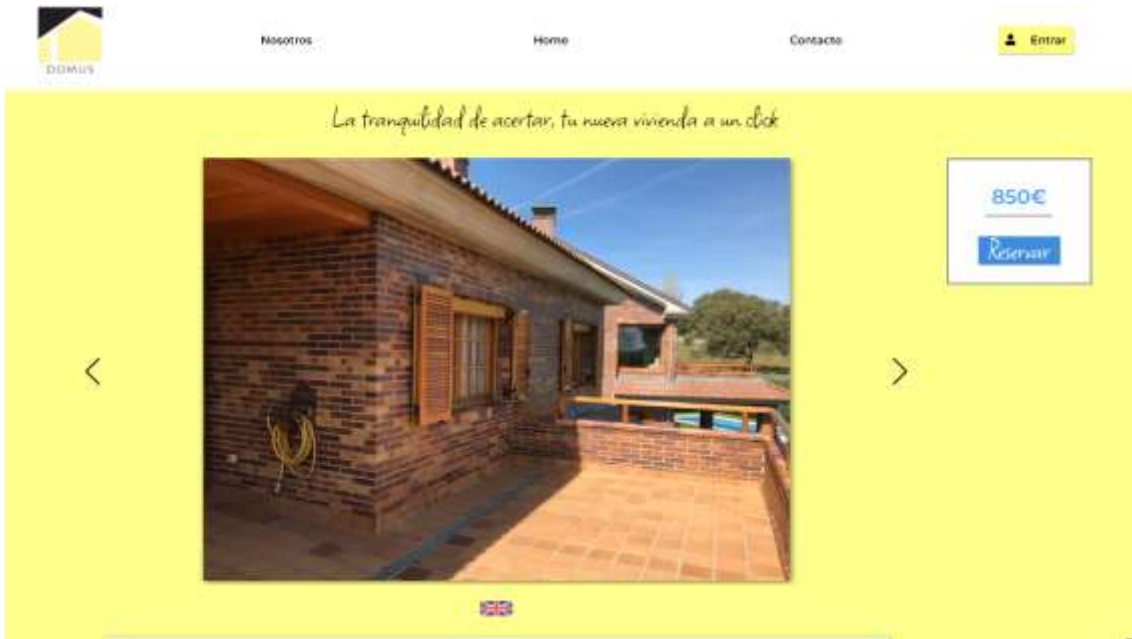 DOMUS
Nosotros
Home
Contacto
Entrar
La tranquilidad de acertar, tu nueva vivienda a un click
850€
Reservar